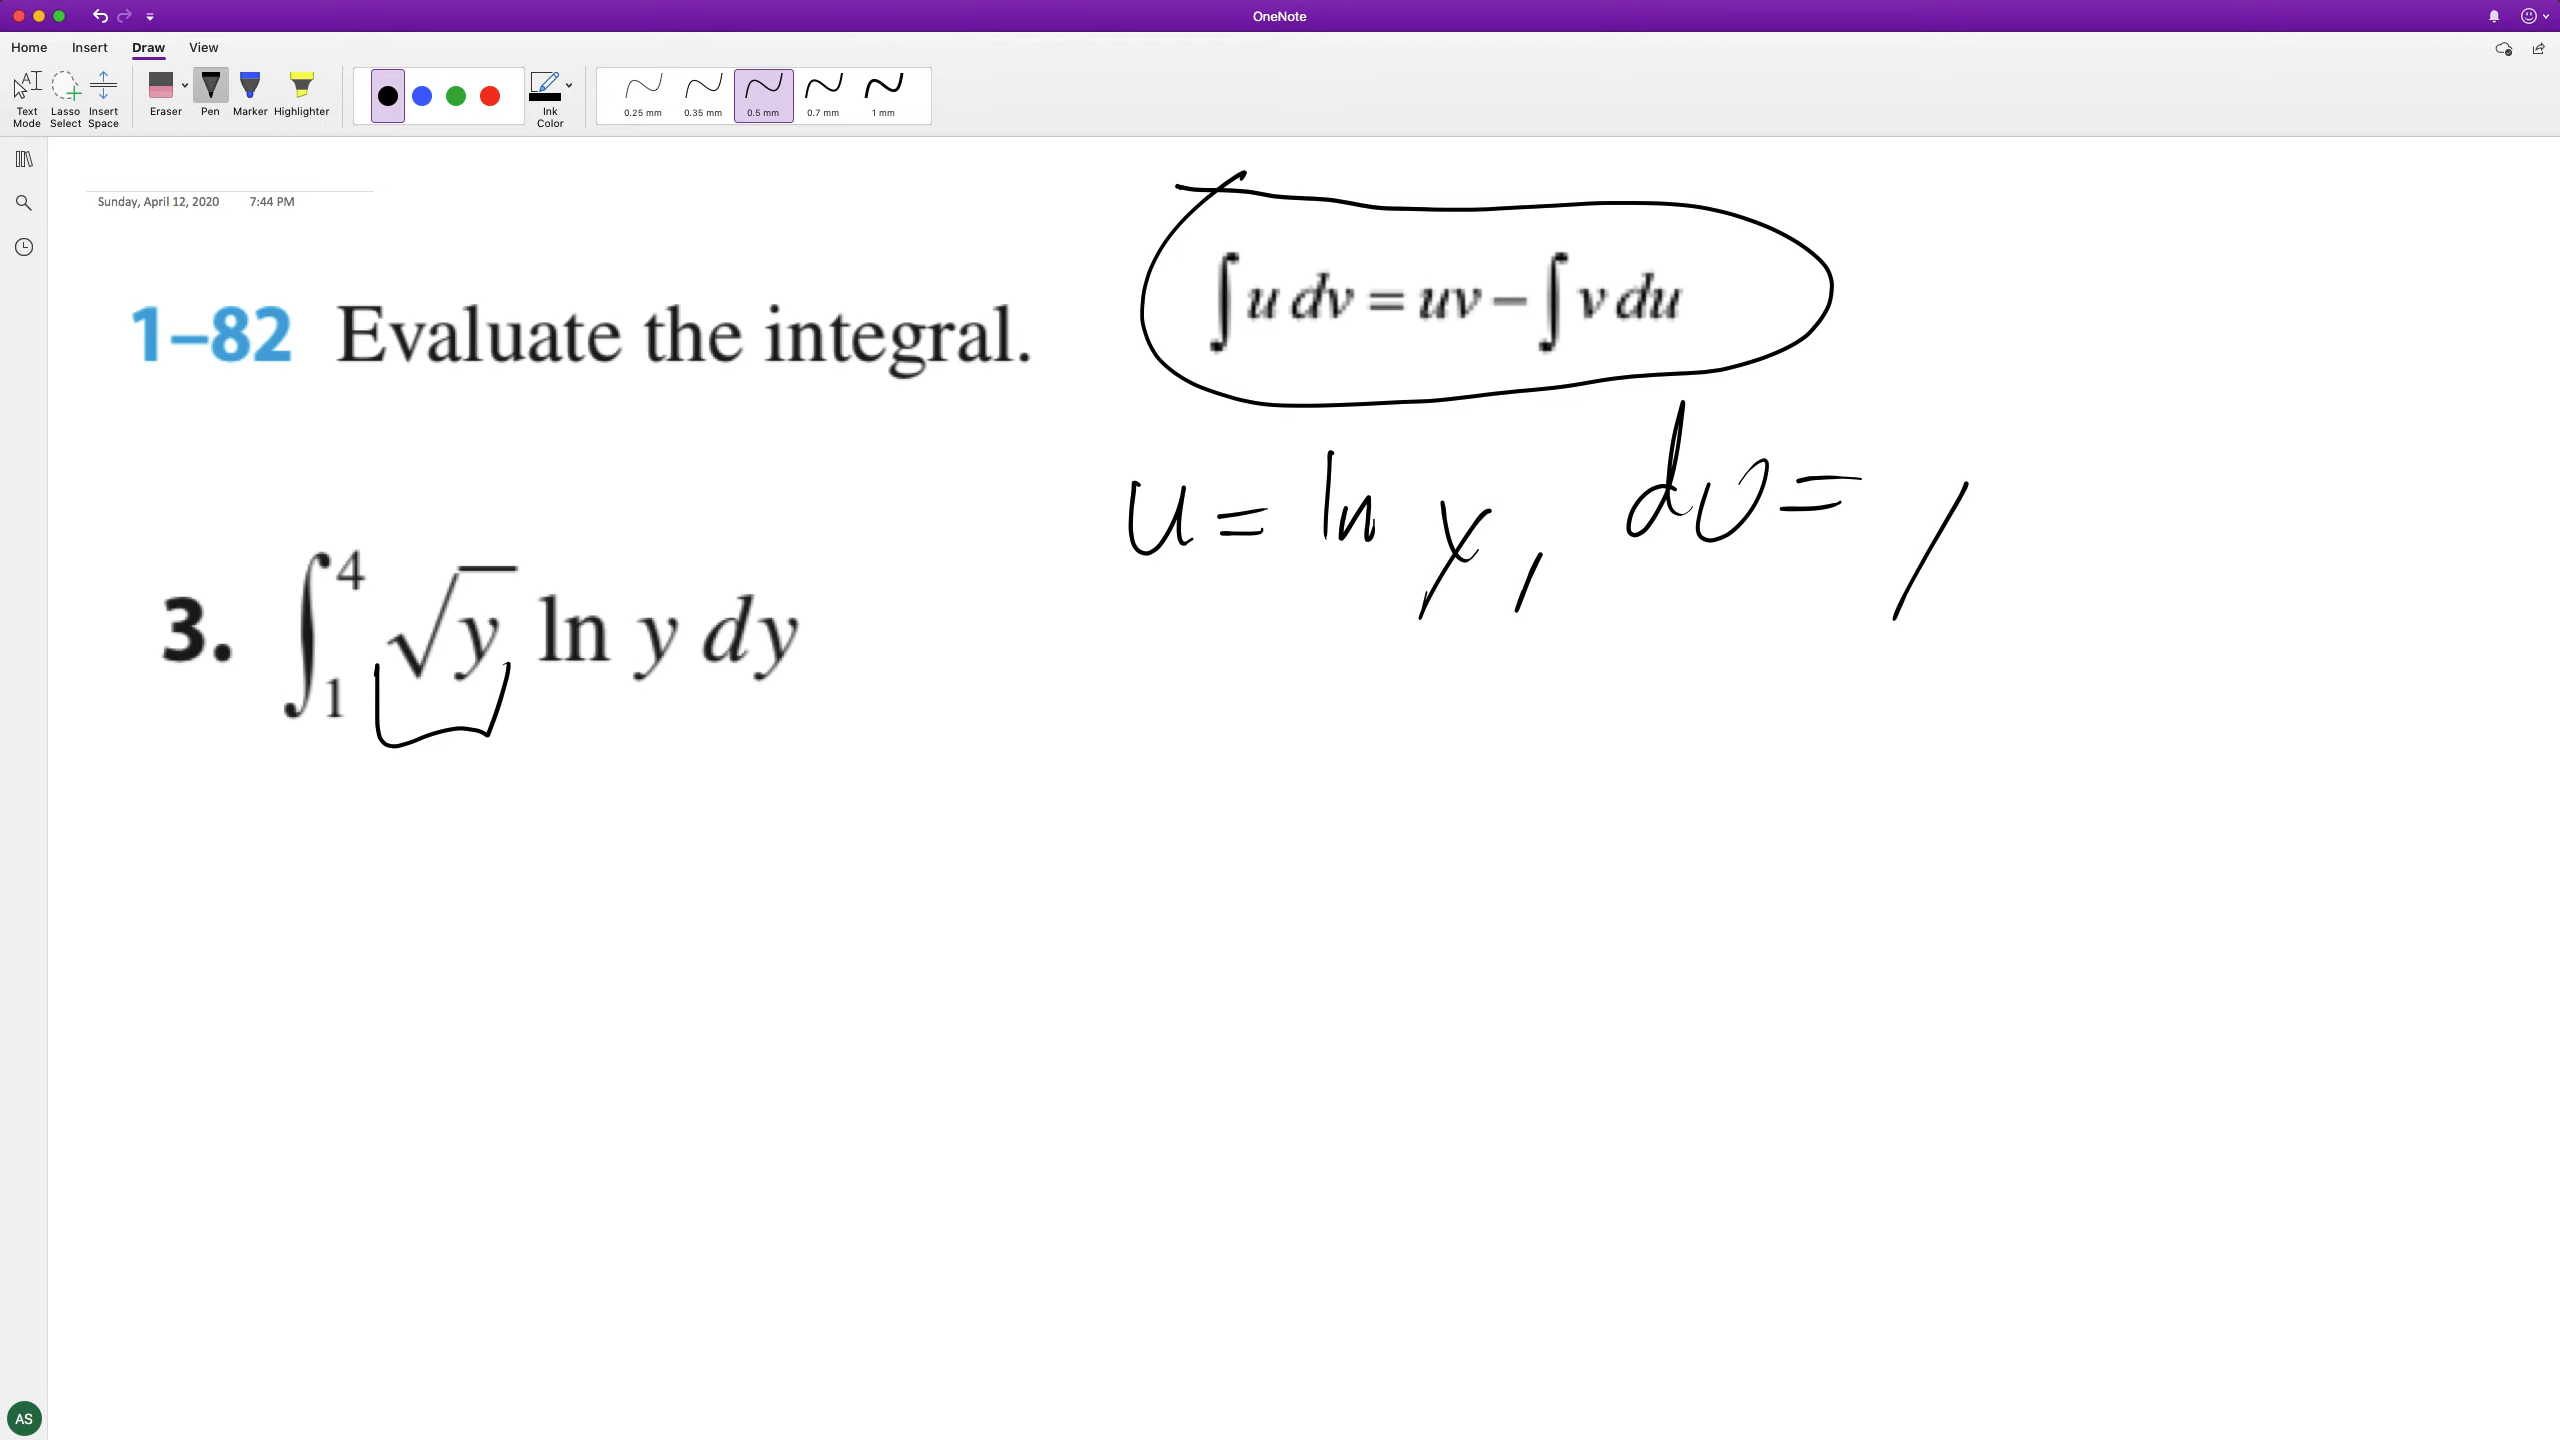 OneNote
Home Insert Draw View
Text Mode Lasso Select Insert Space Eraser Pen Marker Highlighter Ink Color 0.25 mm 0.35 mm 0.5 mm 0.7 mm 1 mm
Sunday, April 12, 2020 7:44 PM
∫ u dv = uv − ∫ v du
1–82 Evaluate the integral.
u = ln y, dv =
3. ∫₁⁴ √y ln y dy
AS